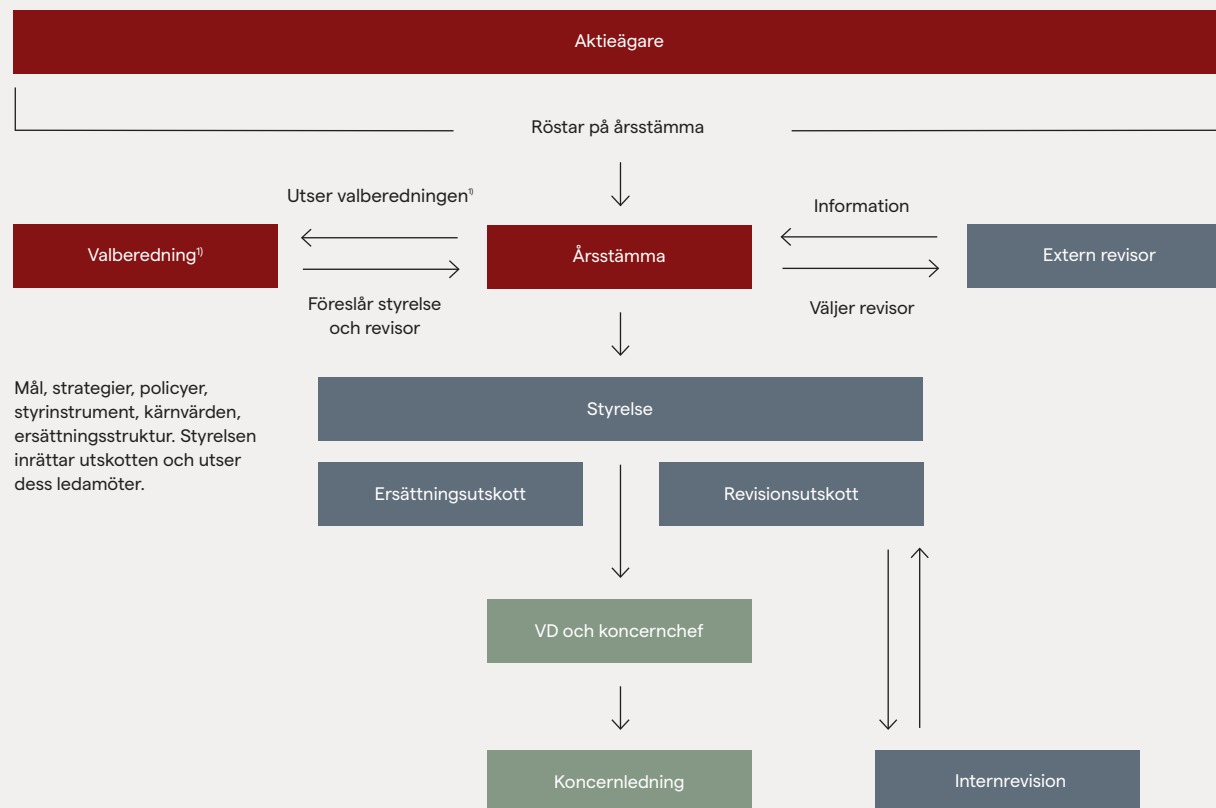 Aktieägare
Röstar på årsstämma
Utser valberedningen¹⁾
Information
Valberedning¹⁾
Årsstämma
Extern revisor
Föreslår styrelse
och revisor
Väljer revisor
Mål, strategier, policyer,
styrinstrument, kärnvärden,
ersättningsstruktur. Styrelsen
inrättar utskotten och utser
dess ledamöter.
Styrelse
Ersättningsutskott
Revisionsutskott
VD och koncernchef
Koncernledning
Internrevision